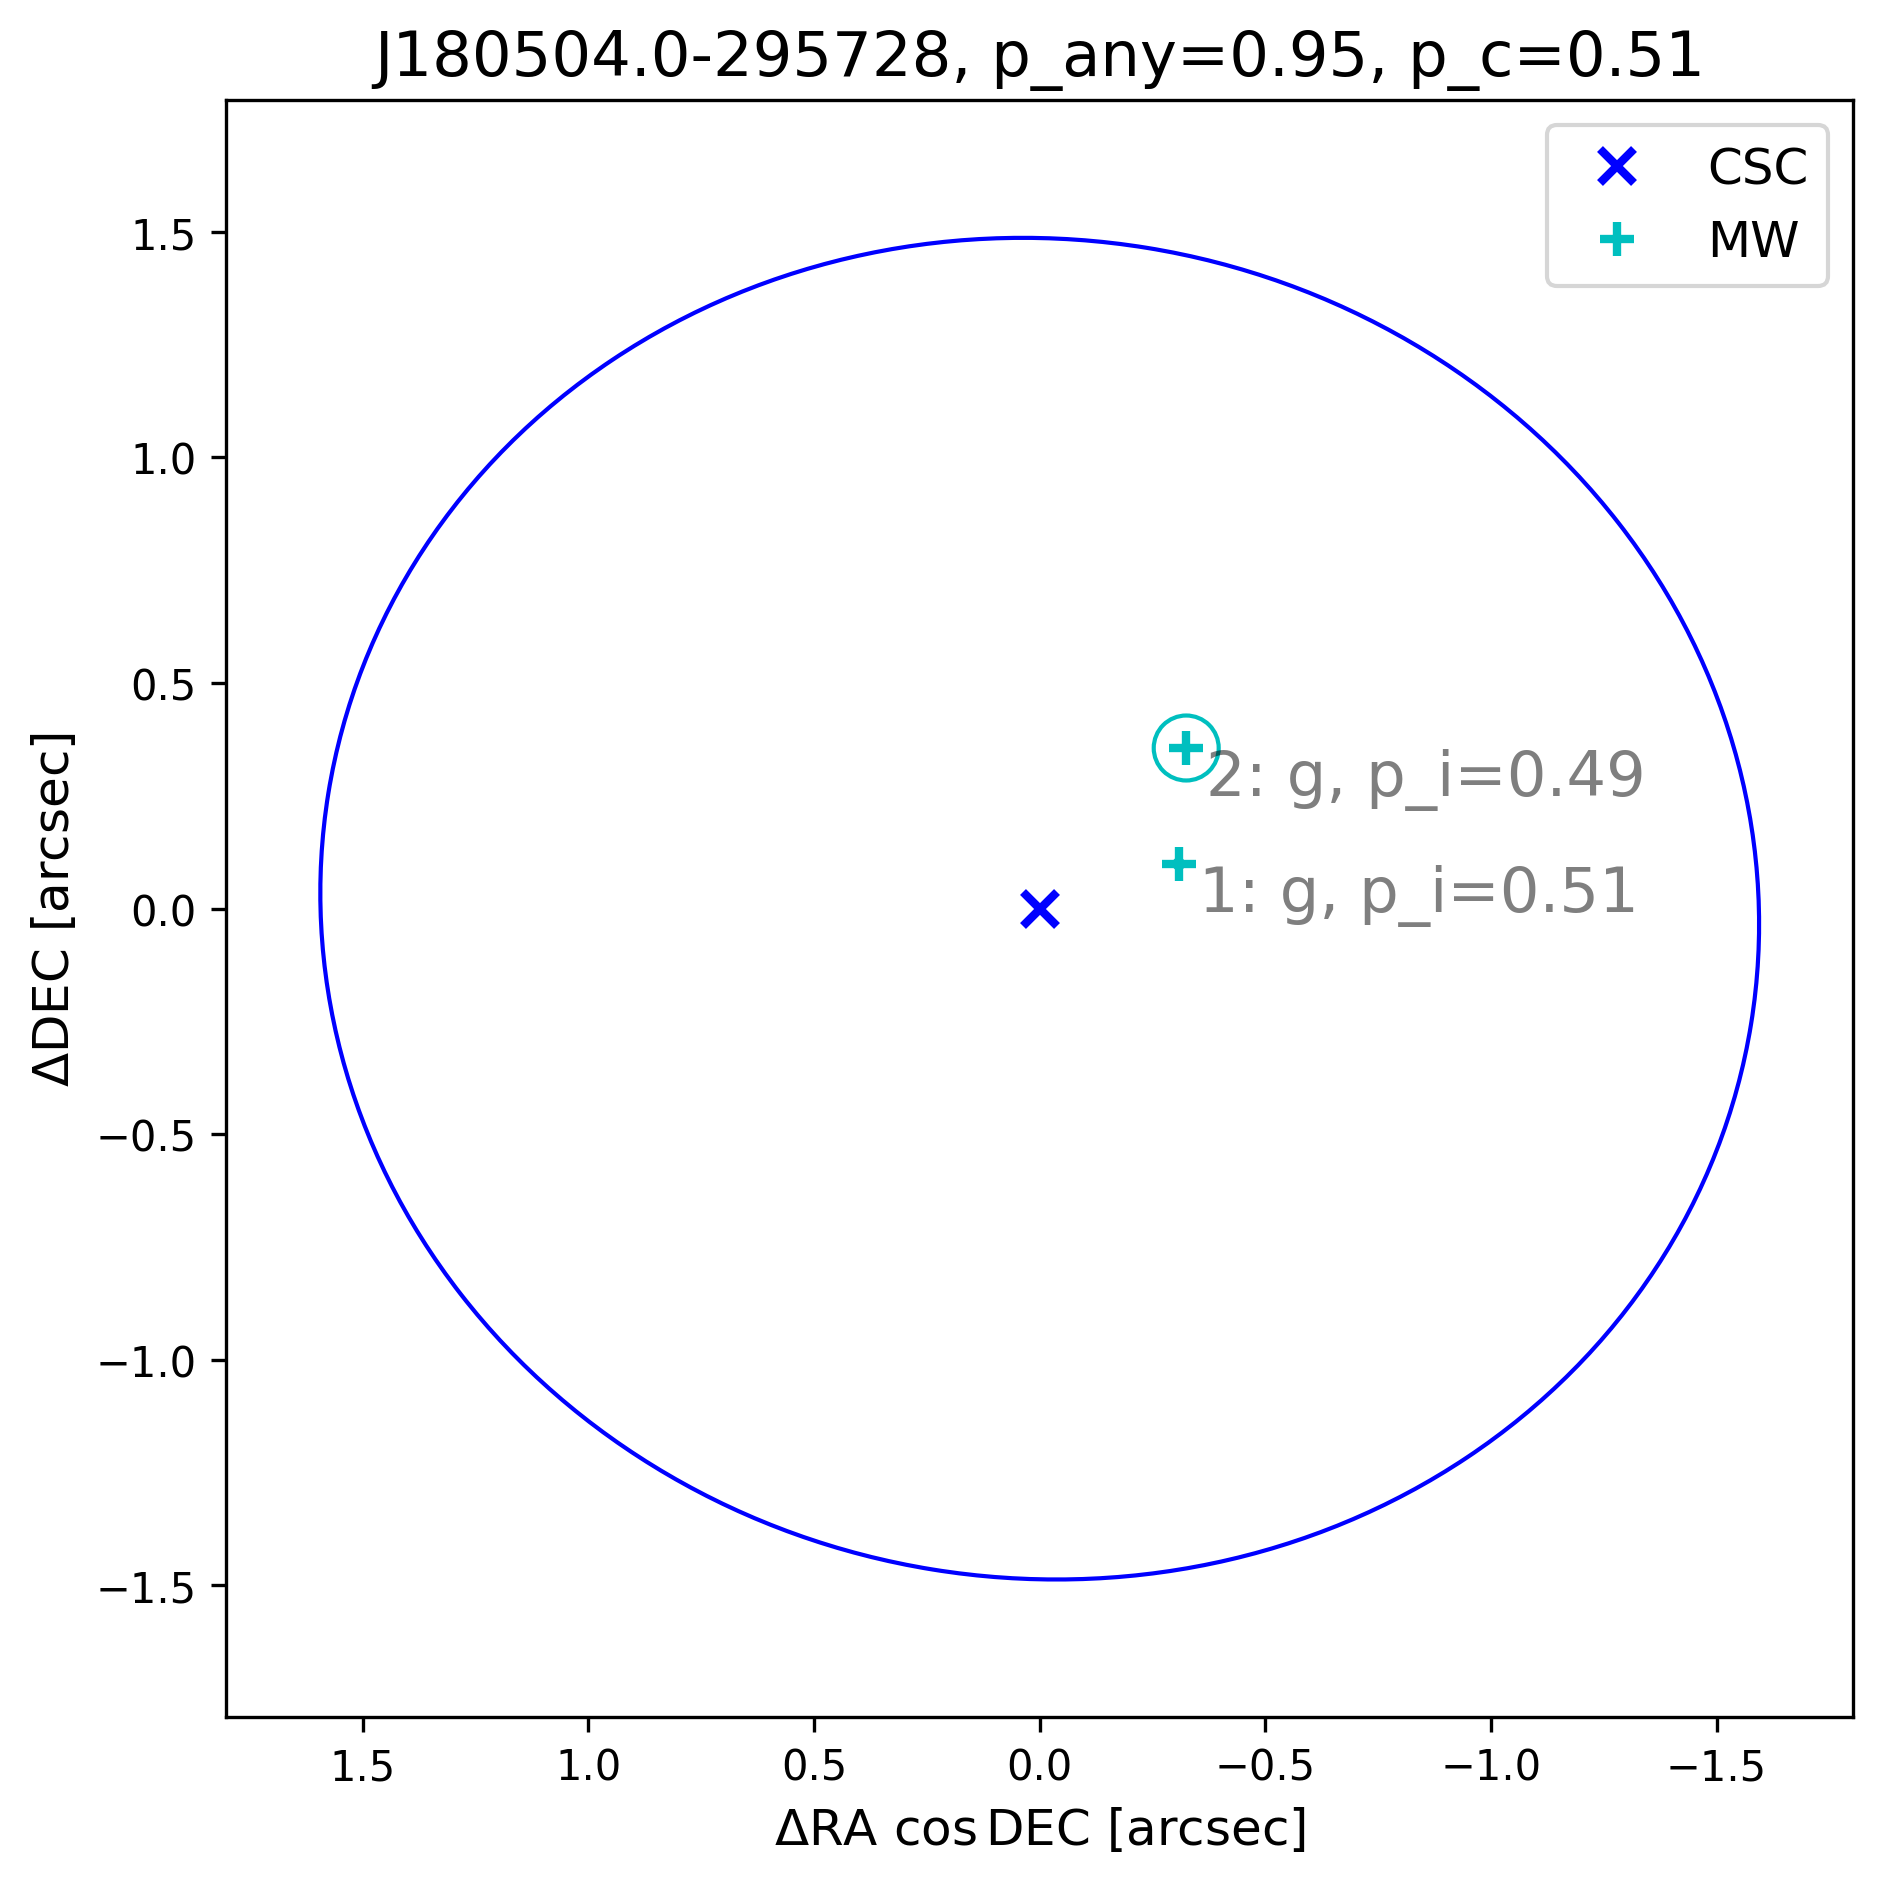 J180504.0-295728, p_any=0.95, p_c=0.51
CSC
MW
1.5
1.0
0.5
0.0
−0.5
−1.0
−1.5
ΔDEC [arcsec]
2: g, p_i=0.49
1: g, p_i=0.51
1.5
1.0
0.5
0.0
−0.5
−1.0
−1.5
ΔRA cos DEC [arcsec]